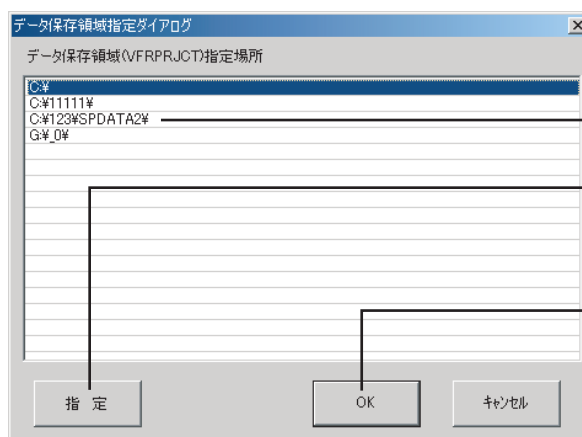 データ保存領域指定ダイアログ
データ保存領域(VFRPRJCT)指定場所
C:¥
C:¥11111¥
C:¥123¥SPDATA2¥
G:¥_0¥
指 定
OK
キャンセル